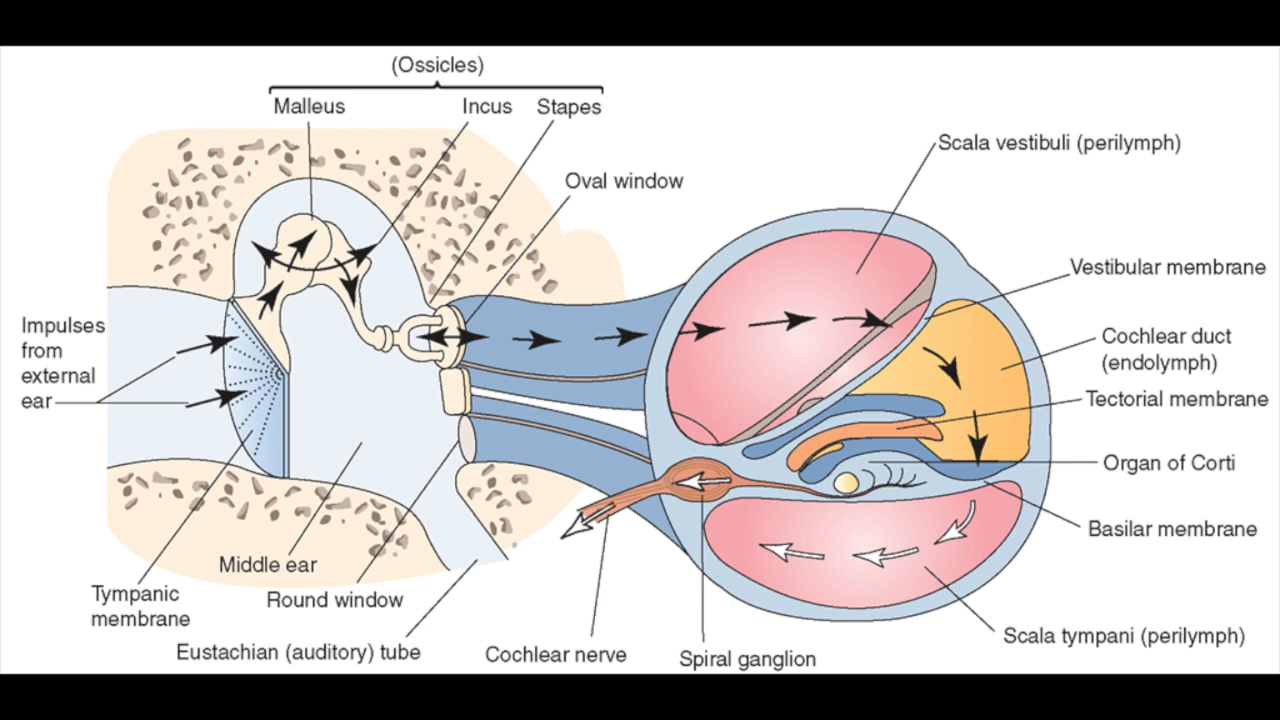 (Ossicles)
Malleus
Incus
Stapes
Oval window
Scala vestibuli (perilymph)
Vestibular membrane
Cochlear duct
(endolymph)
Tectorial membrane
Organ of Corti
Basilar membrane
Scala tympani (perilymph)
Impulses
from
external
ear
Tympanic
membrane
Middle ear
Round window
Eustachian (auditory) tube
Cochlear nerve
Spiral ganglion